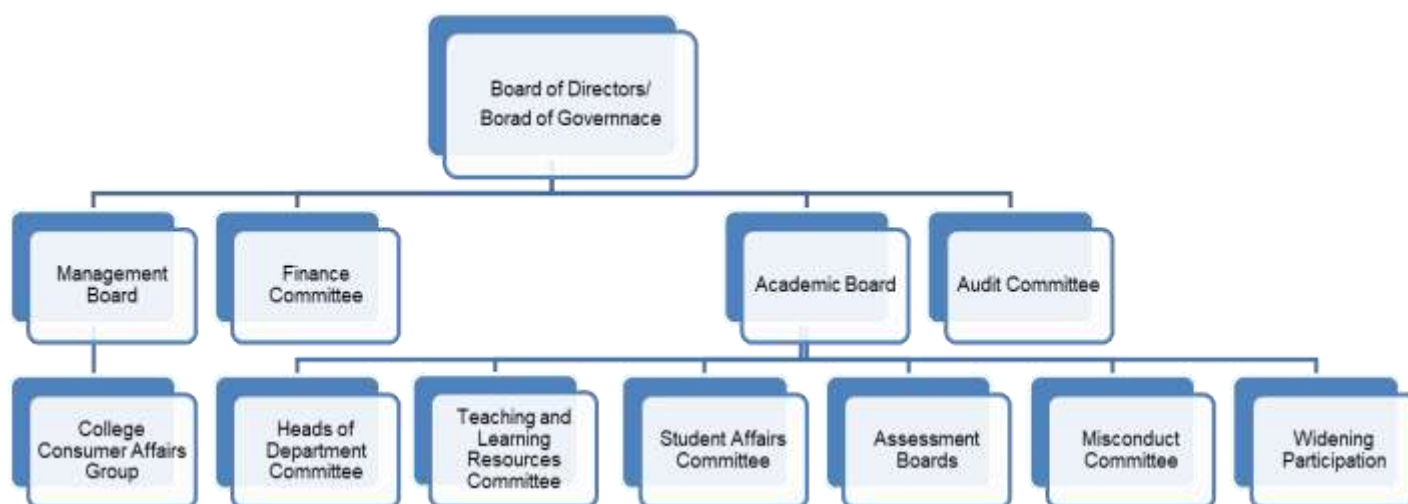 Board of Directors/
Borad of Governnace
Management
Board
Finance
Committee
Academic Board
Audit Committee
College
Consumer Affairs
Group
Heads of
Department
Committee
Teaching and
Learning
Resources
Committee
Student Affairs
Committee
Assessment
Boards
Misconduct
Committee
Widening
Participation